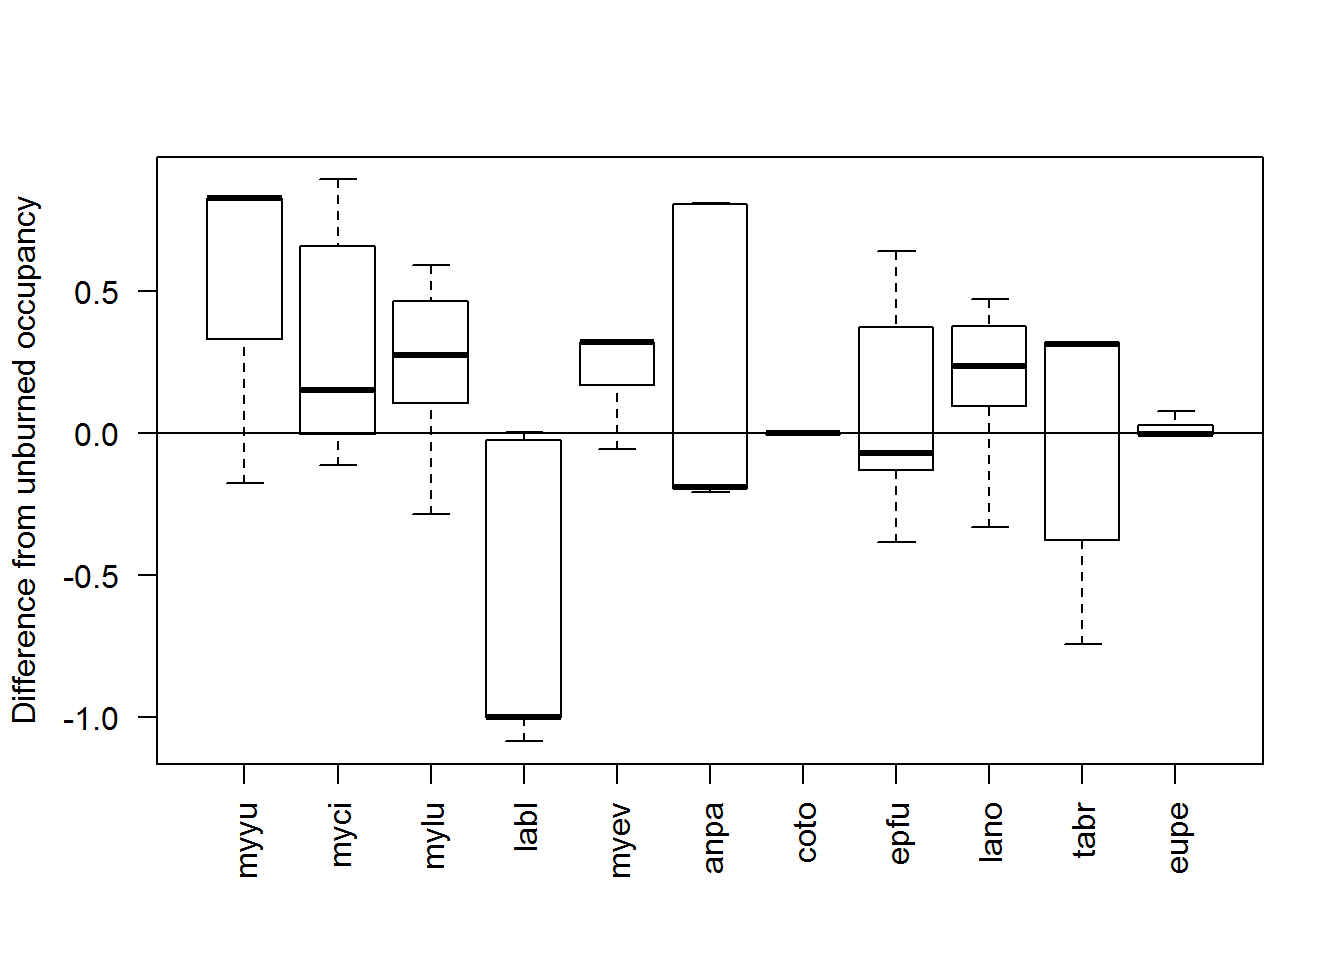 Difference from unburned occupancy
0.5
0.0
-0.5
-1.0
myyu
myci
mylu
labl
myev
anpa
coto
epfu
lano
tabr
eupe